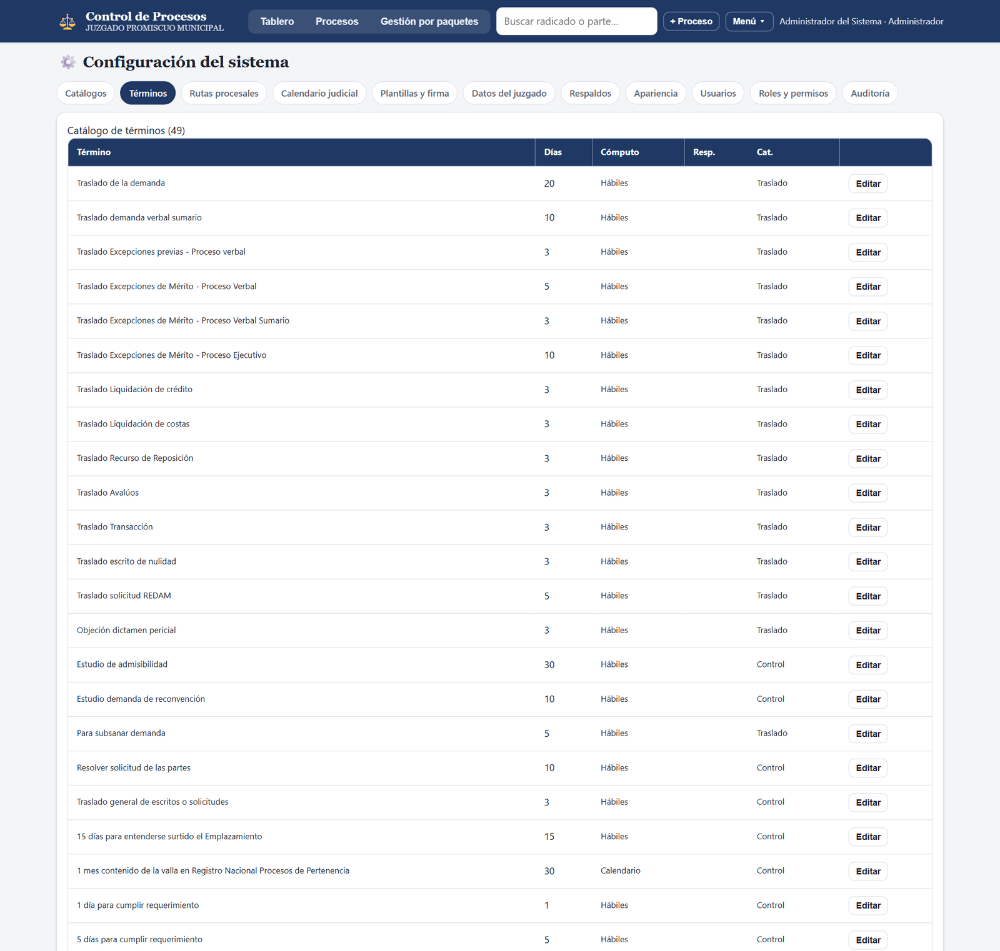 Control de Procesos
JUZGADO PROMISCUO MUNICIPAL
Tablero Procesos Gestión por paquetes
Buscar radicado o parte...
+ Proceso
Menú ▾
Administrador del Sistema · Administrador
Configuración del sistema
Catálogos Términos Rutas procesales Calendario judicial Plantillas y firma Datos del juzgado Respaldos Apariencia Usuarios Roles y permisos Auditoría
Catálogo de términos (49)
Término Días Cómputo Resp. Cat.
Traslado de la demanda 20 Hábiles Traslado Editar
Traslado demanda verbal sumario 10 Hábiles Traslado Editar
Traslado Excepciones previas - Proceso verbal 3 Hábiles Traslado Editar
Traslado Excepciones de Mérito - Proceso Verbal 5 Hábiles Traslado Editar
Traslado Excepciones de Mérito - Proceso Verbal Sumario 3 Hábiles Traslado Editar
Traslado Excepciones de Mérito - Proceso Ejecutivo 10 Hábiles Traslado Editar
Traslado Liquidación de crédito 3 Hábiles Traslado Editar
Traslado Liquidación de costas 3 Hábiles Traslado Editar
Traslado Recurso de Reposición 3 Hábiles Traslado Editar
Traslado Avalúos 3 Hábiles Traslado Editar
Traslado Transacción 3 Hábiles Traslado Editar
Traslado escrito de nulidad 3 Hábiles Traslado Editar
Traslado solicitud REDAM 5 Hábiles Traslado Editar
Objeción dictamen pericial 3 Hábiles Traslado Editar
Estudio de admisibilidad 30 Hábiles Control Editar
Estudio demanda de reconvención 10 Hábiles Control Editar
Para subsanar demanda 5 Hábiles Traslado Editar
Resolver solicitud de las partes 10 Hábiles Control Editar
Traslado general de escritos o solicitudes 3 Hábiles Control Editar
15 días para entenderse surtido el Emplazamiento 15 Hábiles Control Editar
1 mes contenido de la valla en Registro Nacional Procesos de Pertenencia 30 Calendario Control Editar
1 día para cumplir requerimiento 1 Hábiles Control Editar
5 días para cumplir requerimiento 5 Hábiles Control Editar